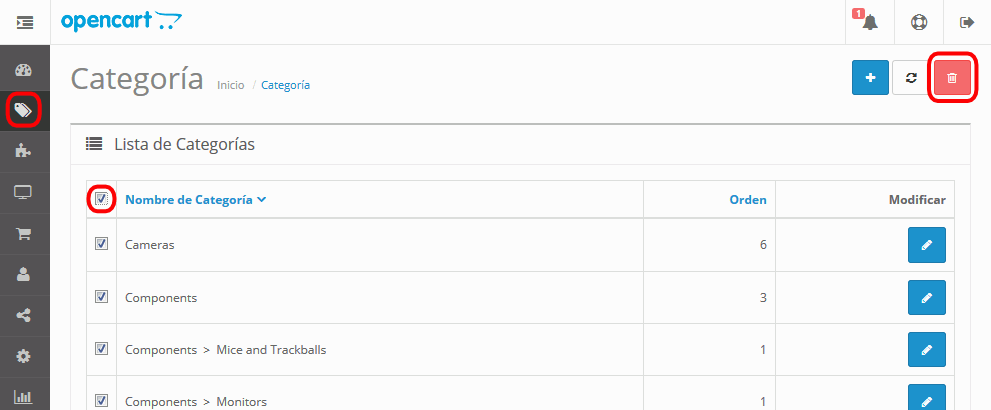 opencart
1
Categoría Inicio / Categoría
Lista de Categorías
Nombre de Categoría Orden Modificar
Cameras 6
Components 3
Components > Mice and Trackballs 1
Components > Monitors 1